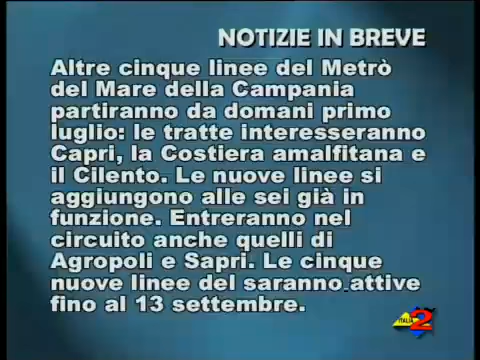 NOTIZIE IN BREVE
Altre cinque linee del Metrò
del Mare della Campania
partiranno da domani primo
luglio: le tratte interesseranno
Capri, la Costiera amalfitana e
il Cilento. Le nuove linee si
aggiungono alle sei già in
funzione. Entreranno nel
circuito anche quelli di
Agropoli e Sapri. Le cinque
nuove linee del saranno attive
fino al 13 settembre.
ITALIA 2